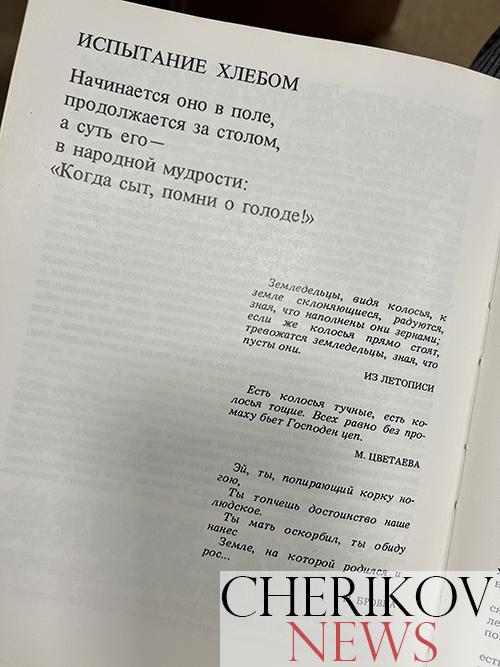 ИСПЫТАНИЕ ХЛЕБОМ
Начинается оно в поле,
продолжается за столом,
а суть его—
в народной мудрости:
«Когда сыт, помни о голоде!»
Земледельцы, видя колосья, к
земле склоняющиеся, радуются,
зная, что наполнены они зернами;
если же колосья прямо стоят,
тревожатся земледельцы, зная, что
пусты они.
ИЗ ЛЕТОПИСИ
Есть колосья тучные, есть ко-
лосья тощие. Всех равно без про-
маху бьет Господен цеп.
М. ЦВЕТАЕВА
Эй, ты, попирающий корку но-
гою,
Ты топчешь достоинство наше
людское.
Ты мать оскорбил, ты обиду
нанес
Земле, на которой родился и
рос...
БРОВКА
CHERIKOV
NEWS